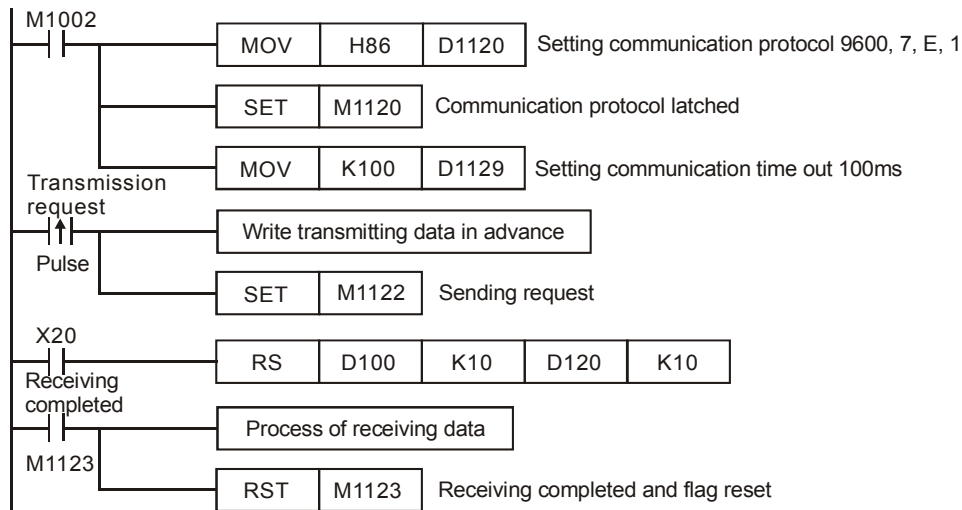 M1002
MOV H86 D1120 Setting communication protocol 9600, 7, E, 1
SET M1120 Communication protocol latched
MOV K100 D1129 Setting communication time out 100ms
Transmission
request
Write transmitting data in advance
Pulse
SET M1122 Sending request
X20
RS D100 K10 D120 K10
Receiving
completed
Process of receiving data
M1123
RST M1123 Receiving completed and flag reset